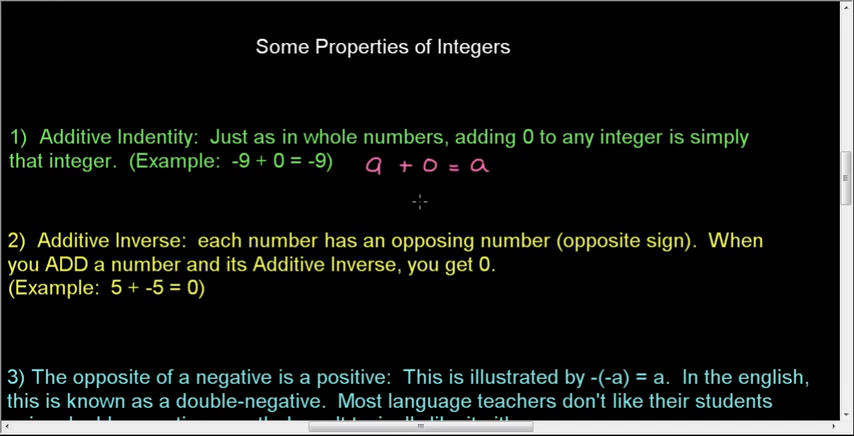 Some Properties of Integers
1) Additive Indentity: Just as in whole numbers, adding 0 to any integer is simply
that integer. (Example: -9 + 0 = -9) a + 0 = a
2) Additive Inverse: each number has an opposing number (opposite sign). When
you ADD a number and its Additive Inverse, you get 0.
(Example: 5 + -5 = 0)
3) The opposite of a negative is a positive: This is illustrated by -(-a) = a. In the english,
this is known as a double-negative. Most language teachers don't like their students